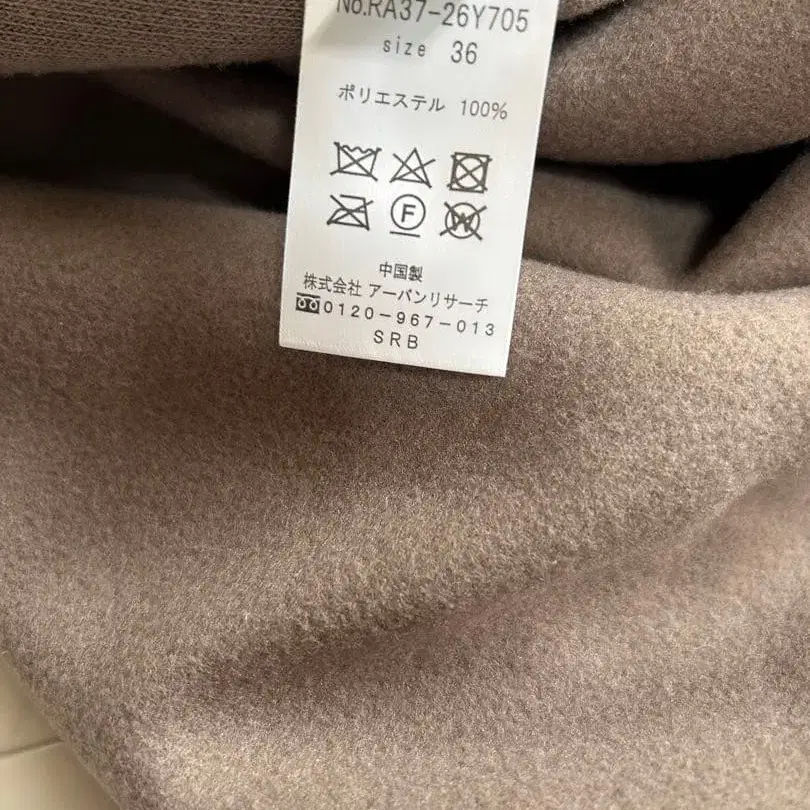 No.RA37-26Y705
size 36
ポリエステル 100%
F
W
中国製
株式会社 アーバンリサーチ
0120-967-013
SRB